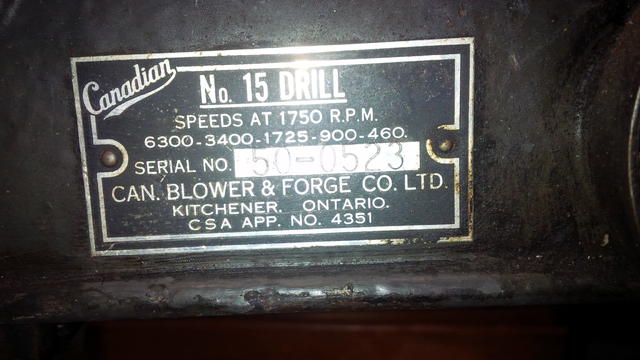 Canadian
No. 15 DRILL
SPEEDS AT 1750 R.P.M.
6300-3400-1725-900-460.
SERIAL NO. 50-0523
CAN. BLOWER & FORGE CO. LTD.
KITCHENER, ONTARIO.
CSA APP. NO. 4351